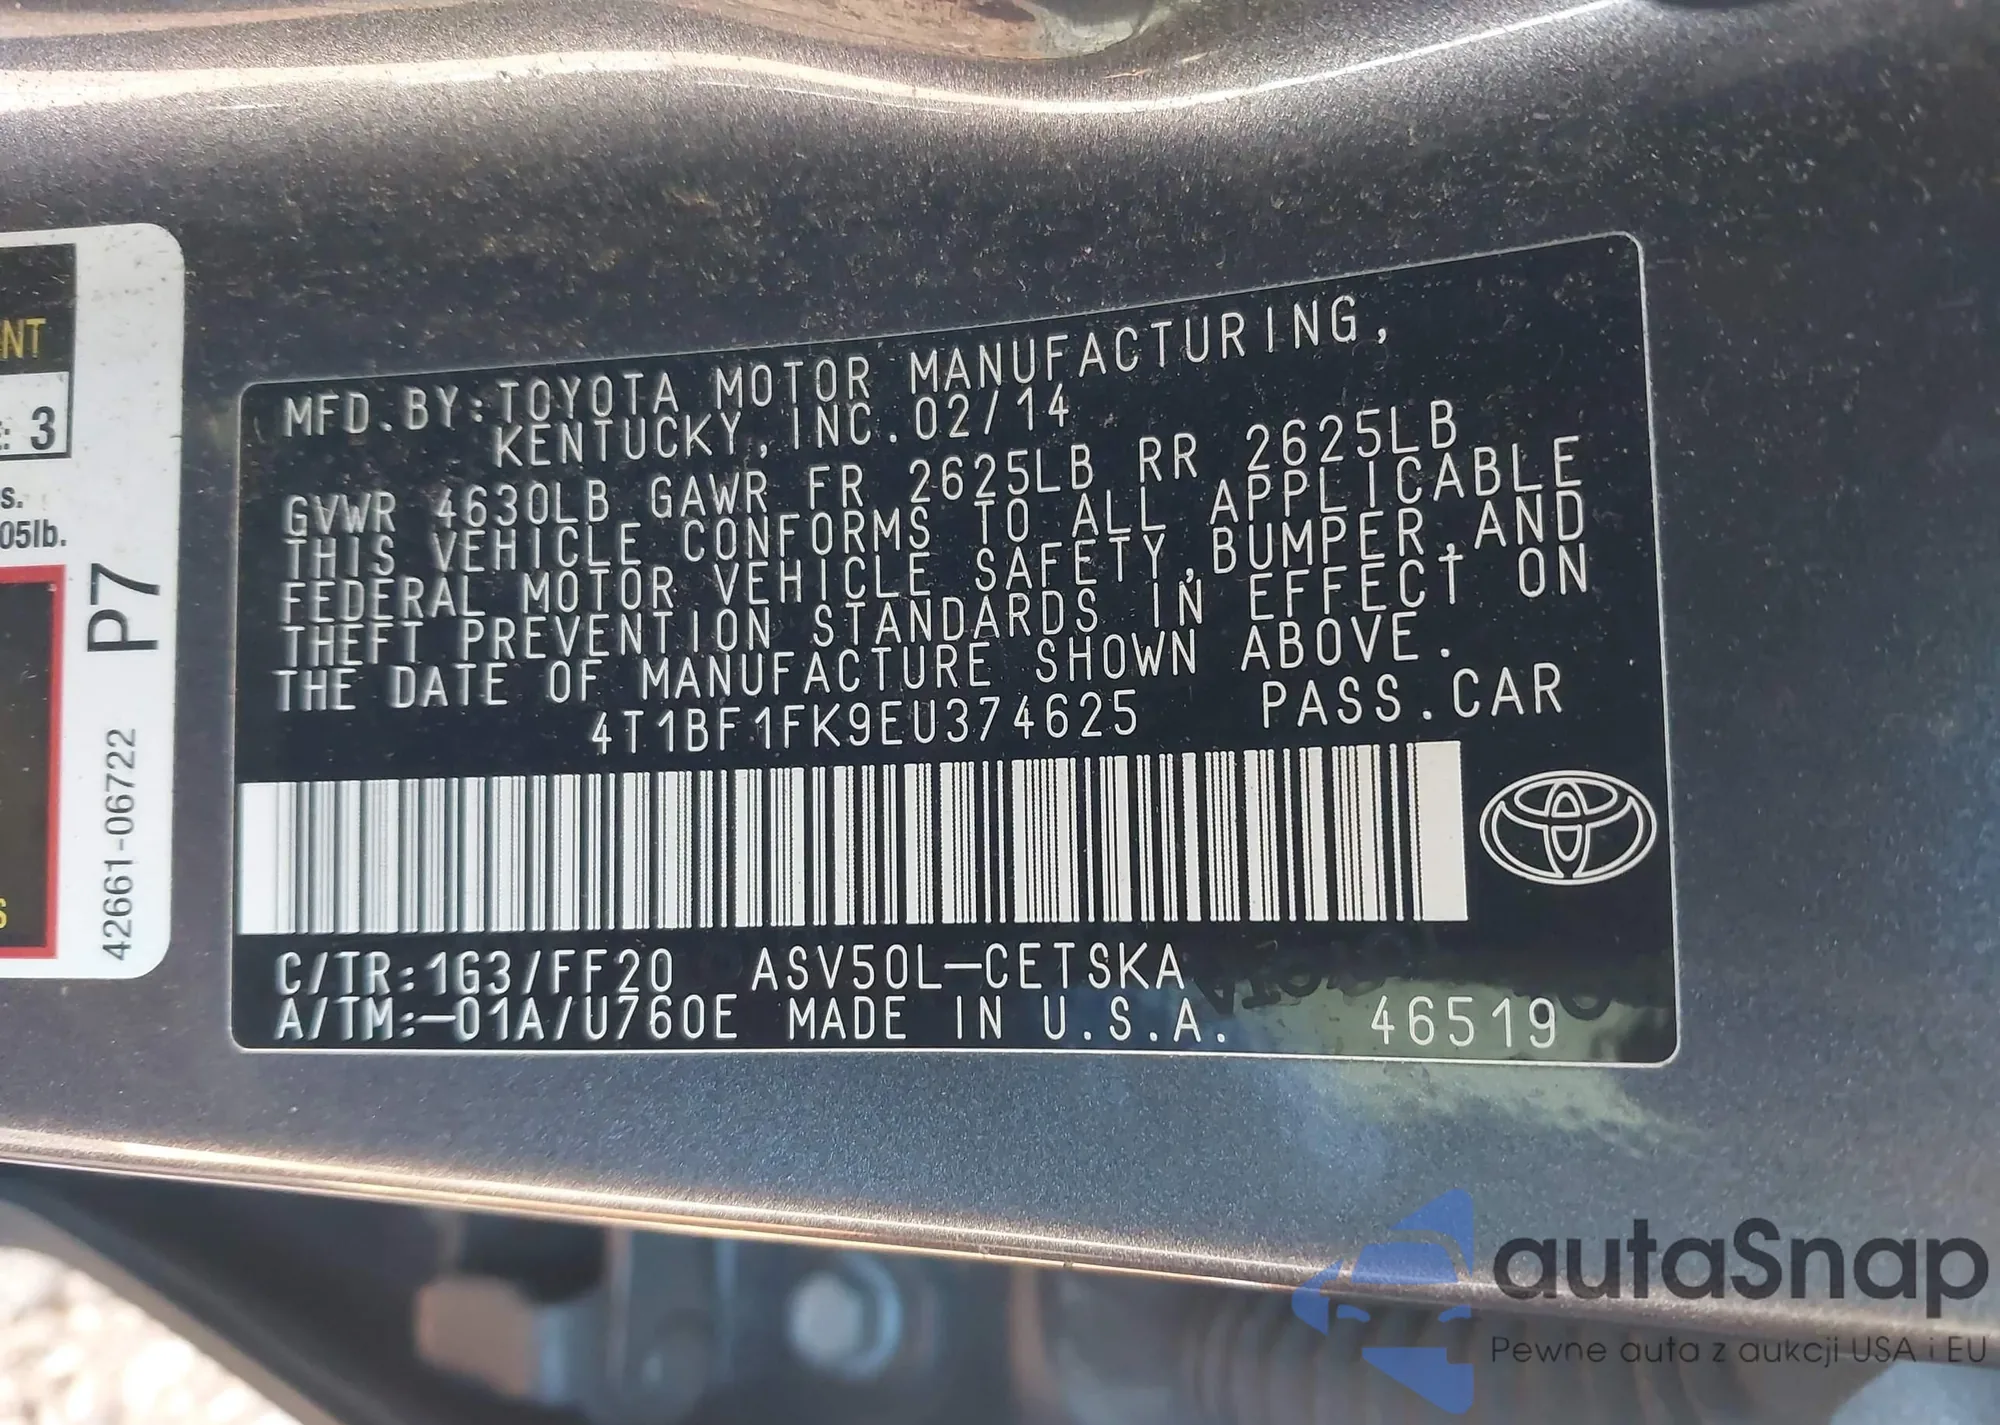 NT
E: 3
s.
05lb.
P7
42661-06722
S
MFD.BY:TOYOTA MOTOR MANUFACTURING,
KENTUCKY,INC.02/14
GVWR 4630LB GAWR FR 2625LB RR 2625LB
THIS VEHICLE CONFORMS TO ALL APPLICABLE
FEDERAL MOTOR VEHICLE SAFETY,BUMPER,AND
THEFT PREVENTION STANDARDS IN EFFECT ON
THE DATE OF MANUFACTURE SHOWN ABOVE.
4T1BF1FK9EU374625 PASS.CAR
C/TR:1G3/FF20 ASV50L-CETSKA
A/TM:-01A/U760E MADE IN U.S.A. 46519
autaSnap
Pewne auta z aukcji USA i EU